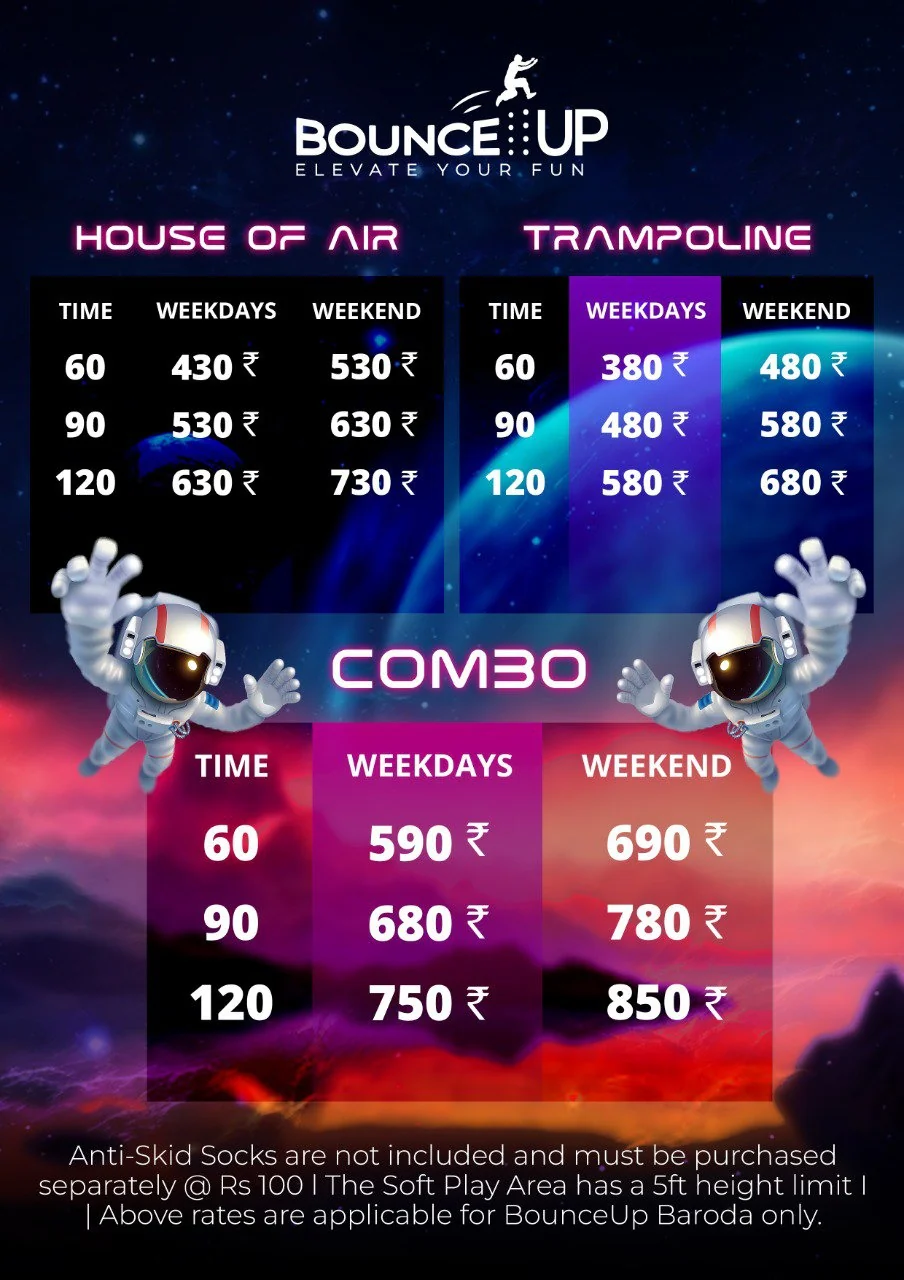 BOUNCE UP
ELEVATE YOUR FUN
HOUSE OF AIR
TIME WEEKDAYS WEEKEND
60 430 ₹ 530 ₹
90 530 ₹ 630 ₹
120 630 ₹ 730 ₹
TRAMPOLINE
TIME WEEKDAYS WEEKEND
60 380 ₹ 480 ₹
90 480 ₹ 580 ₹
120 580 ₹ 680 ₹
COMBO
TIME WEEKDAYS WEEKEND
60 590 ₹ 690 ₹
90 680 ₹ 780 ₹
120 750 ₹ 850 ₹
Anti-Skid Socks are not included and must be purchased
separately @ Rs 100 l The Soft Play Area has a 5ft height limit l
| Above rates are applicable for BounceUp Baroda only.